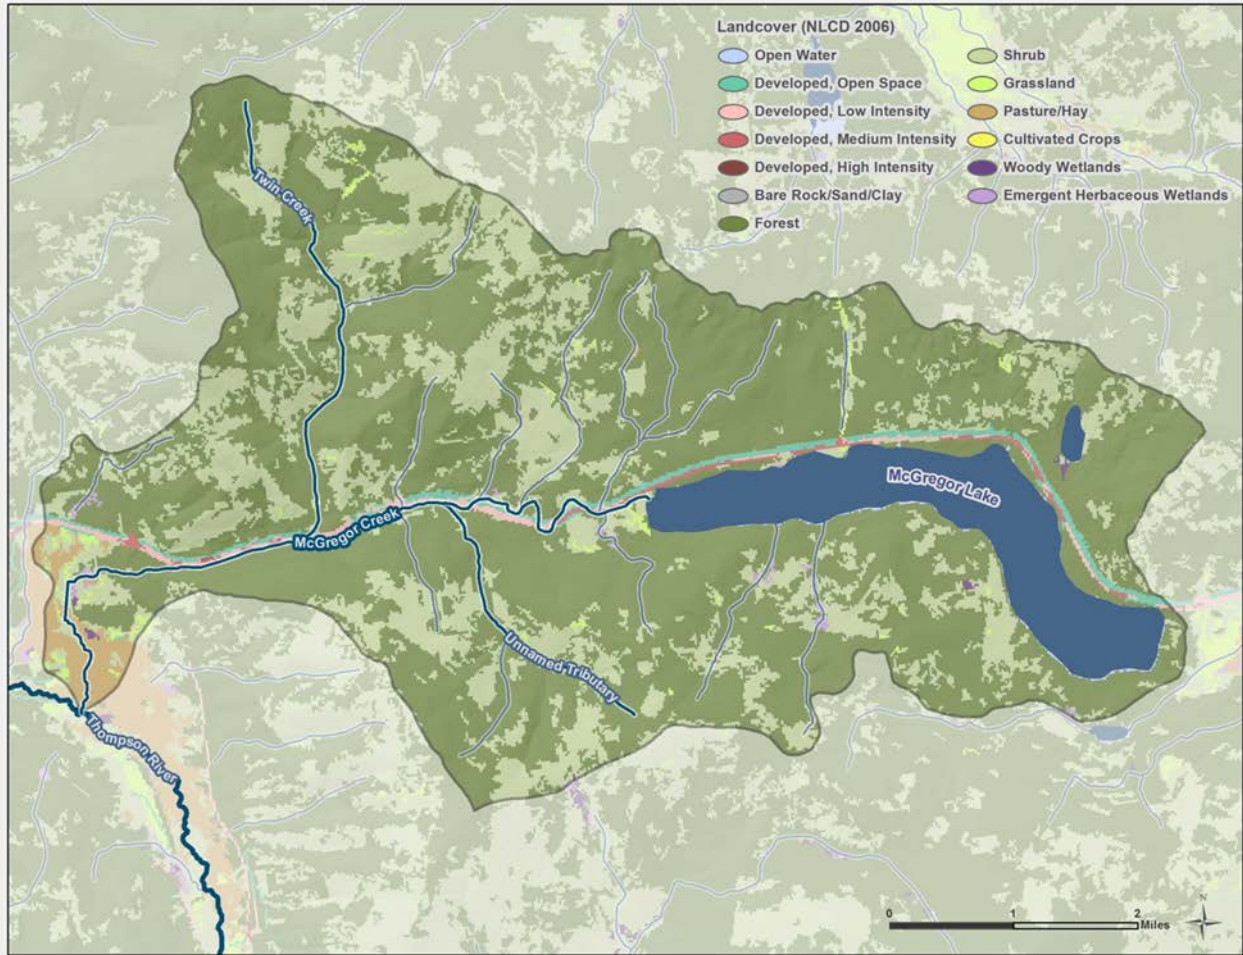 Landcover (NLCD 2006)
Open Water
Developed, Open Space
Developed, Low Intensity
Developed, Medium Intensity
Developed, High Intensity
Bare Rock/Sand/Clay
Forest
Shrub
Grassland
Pasture/Hay
Cultivated Crops
Woody Wetlands
Emergent Herbaceous Wetlands
Twin Creek
McGregor Lake
McGregor Creek
Unnamed Tributary
Thompson River
0 1 2
Miles
N